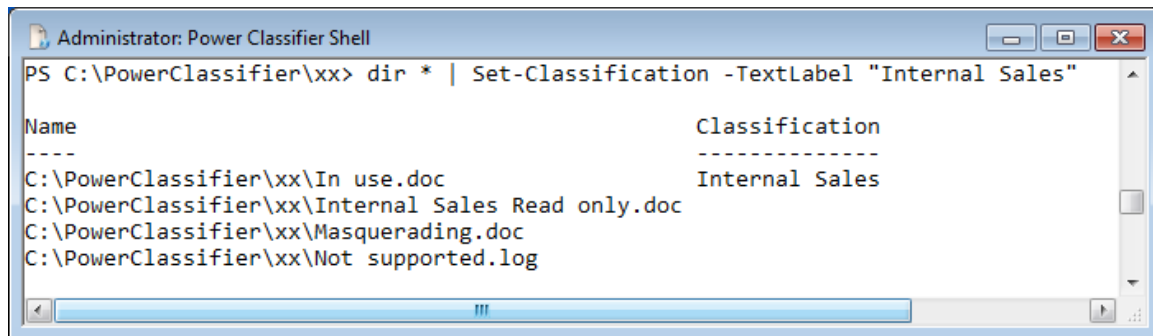 Administrator: Power Classifier Shell
PS C:\PowerClassifier\xx> dir * | Set-Classification -TextLabel "Internal Sales"
Name Classification
---- --------------
C:\PowerClassifier\xx\In use.doc Internal Sales
C:\PowerClassifier\xx\Internal Sales Read only.doc
C:\PowerClassifier\xx\Masquerading.doc
C:\PowerClassifier\xx\Not supported.log